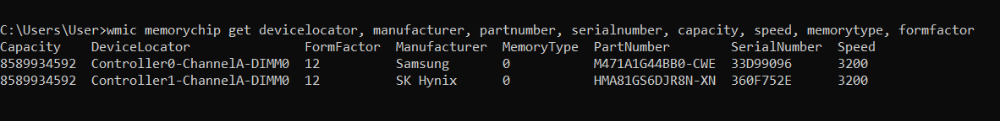 C:\Users\User>wmic memorychip get devicelocator, manufacturer, partnumber, serialnumber, capacity, speed, memorytype, formfactor
Capacity    DeviceLocator                FormFactor  Manufacturer  MemoryType  PartNumber        SerialNumber  Speed
8589934592  Controller0-ChannelA-DIMM0  12          Samsung       0           M471A1G44BB0-CWE  33D99096      3200
8589934592  Controller1-ChannelA-DIMM0  12          SK Hynix      0           HMA81GS6DJR8N-XN  360F752E      3200